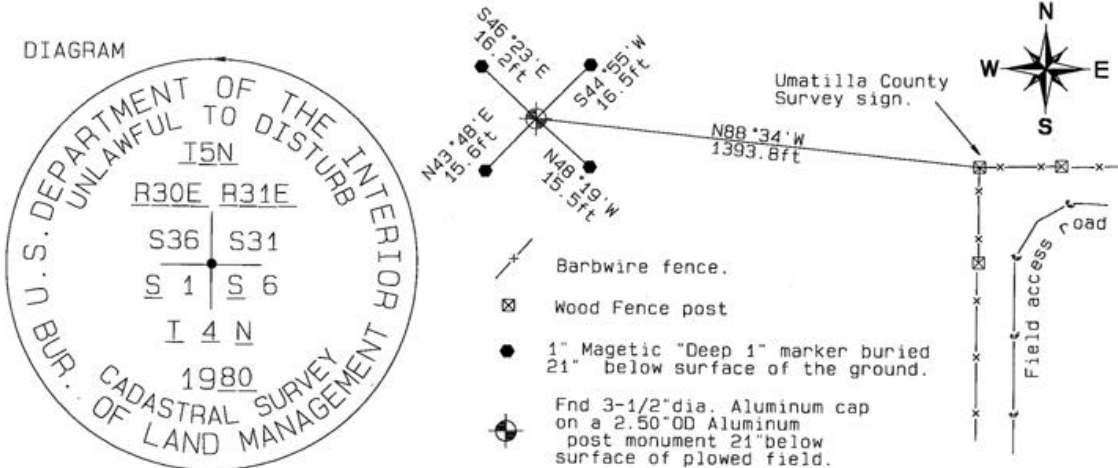 DIAGRAM
U.S. DEPARTMENT OF THE INTERIOR
UNLAWFUL TO DISTURB
T5N
R30E R31E
S36 S31
S 1 S 6
T 4 N
1980
CADASTRAL SURVEY
BUR. OF LAND MANAGEMENT
S46°23'E
16.2ft
S44°55'W
16.5ft
N43°48'E
15.6ft
N48°19'W
15.5ft
N88°34'W
1393.8ft
Umatilla County
Survey sign.
N
W E
S
Field access road
Barbwire fence.
Wood Fence post
1" Magetic "Deep 1" marker buried
21" below surface of the ground.
Fnd 3-1/2"dia. Aluminum cap
on a 2.50"OD Aluminum
post monument 21"below
surface of plowed field.